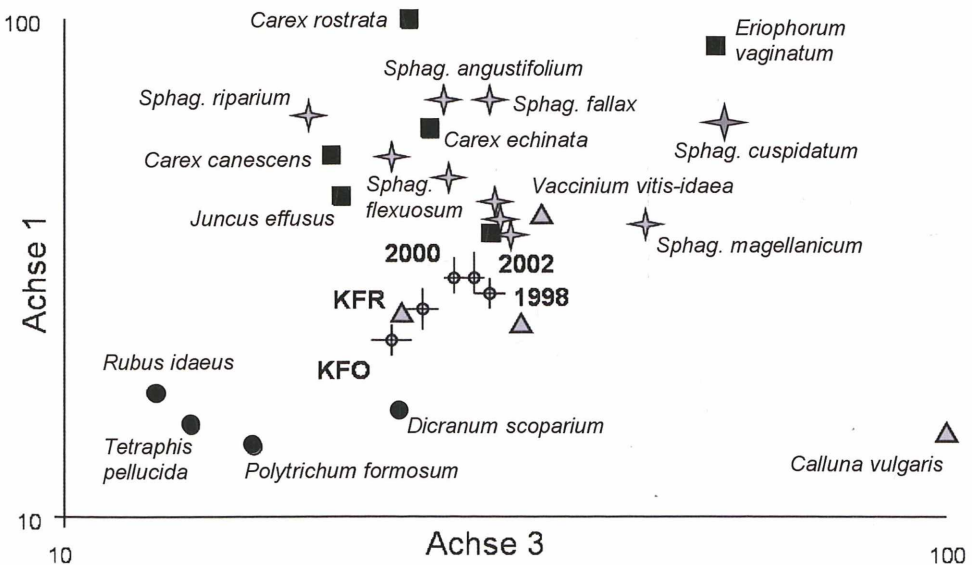 100
Carex rostrata
Eriophorum
vaginatum
Sphag. angustifolium
Sphag. riparium
Sphag. fallax
Carex echinata
Sphag. cuspidatum
Carex canescens
Sphag.
flexuosum
Vaccinium vitis-idaea
Juncus effusus
Sphag. magellanicum
2000
2002
1998
KFR
KFO
Achse 1
Rubus idaeus
Tetraphis
pellucida
Polytrichum formosum
Dicranum scoparium
Calluna vulgaris
10
10
Achse 3
100